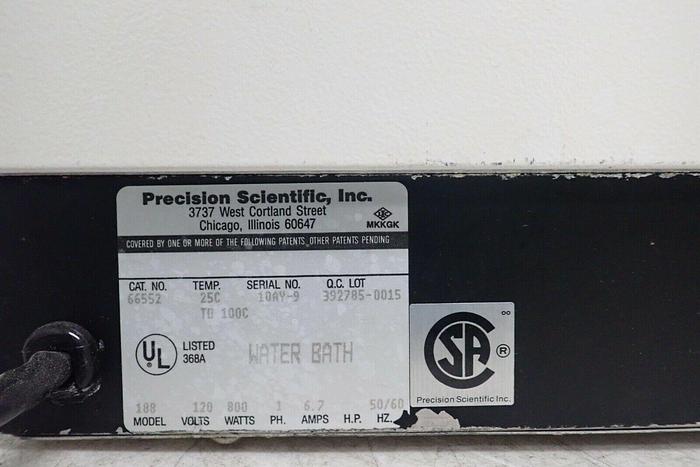 Precision Scientific, Inc.
3737 West Cortland Street
Chicago, Illinois 60647
MKKGK
COVERED BY ONE OR MORE OF THE FOLLOWING PATENTS, OTHER PATENTS PENDING
CAT. NO. TEMP. SERIAL NO. Q.C. LOT
66552 25C 10AY-9 392785-0015
TO 100C
UL LISTED
368A
WATER BATH
188 120 800 1 6.7 50/60
MODEL VOLTS WATTS PH. AMPS H.P. HZ.
CSA ®
Precision Scientific Inc.